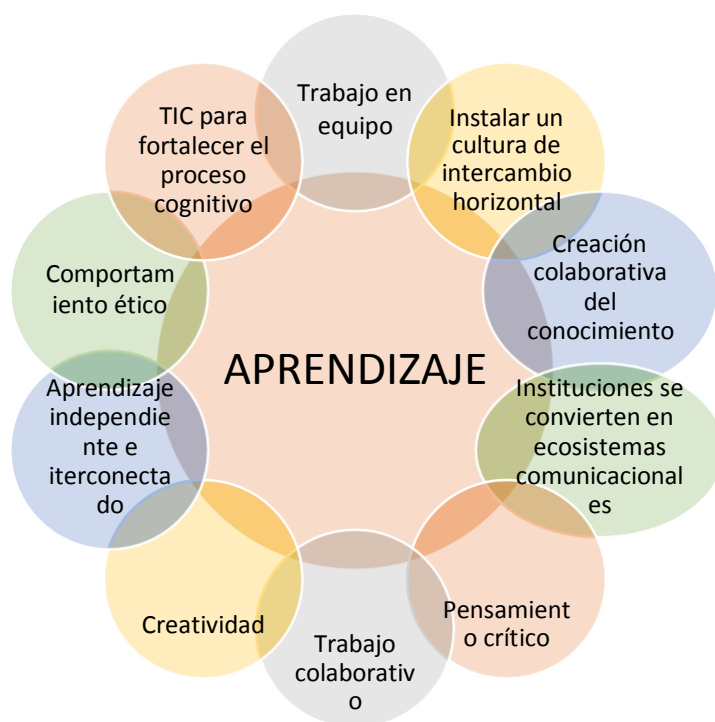 Trabajo en
equipo
Instalar un
cultura de
intercambio
horizontal
Creación
colaborativa
del
conocimiento
Instituciones se
convierten en
ecosistemas
comunicacional
es
Pensamient
o crítico
Trabajo
colaborativ
o
Creatividad
Aprendizaje
independie
nte e
iterconecta
do
Comportam
iento ético
TIC para
fortalecer el
proceso
cognitivo
APRENDIZAJE